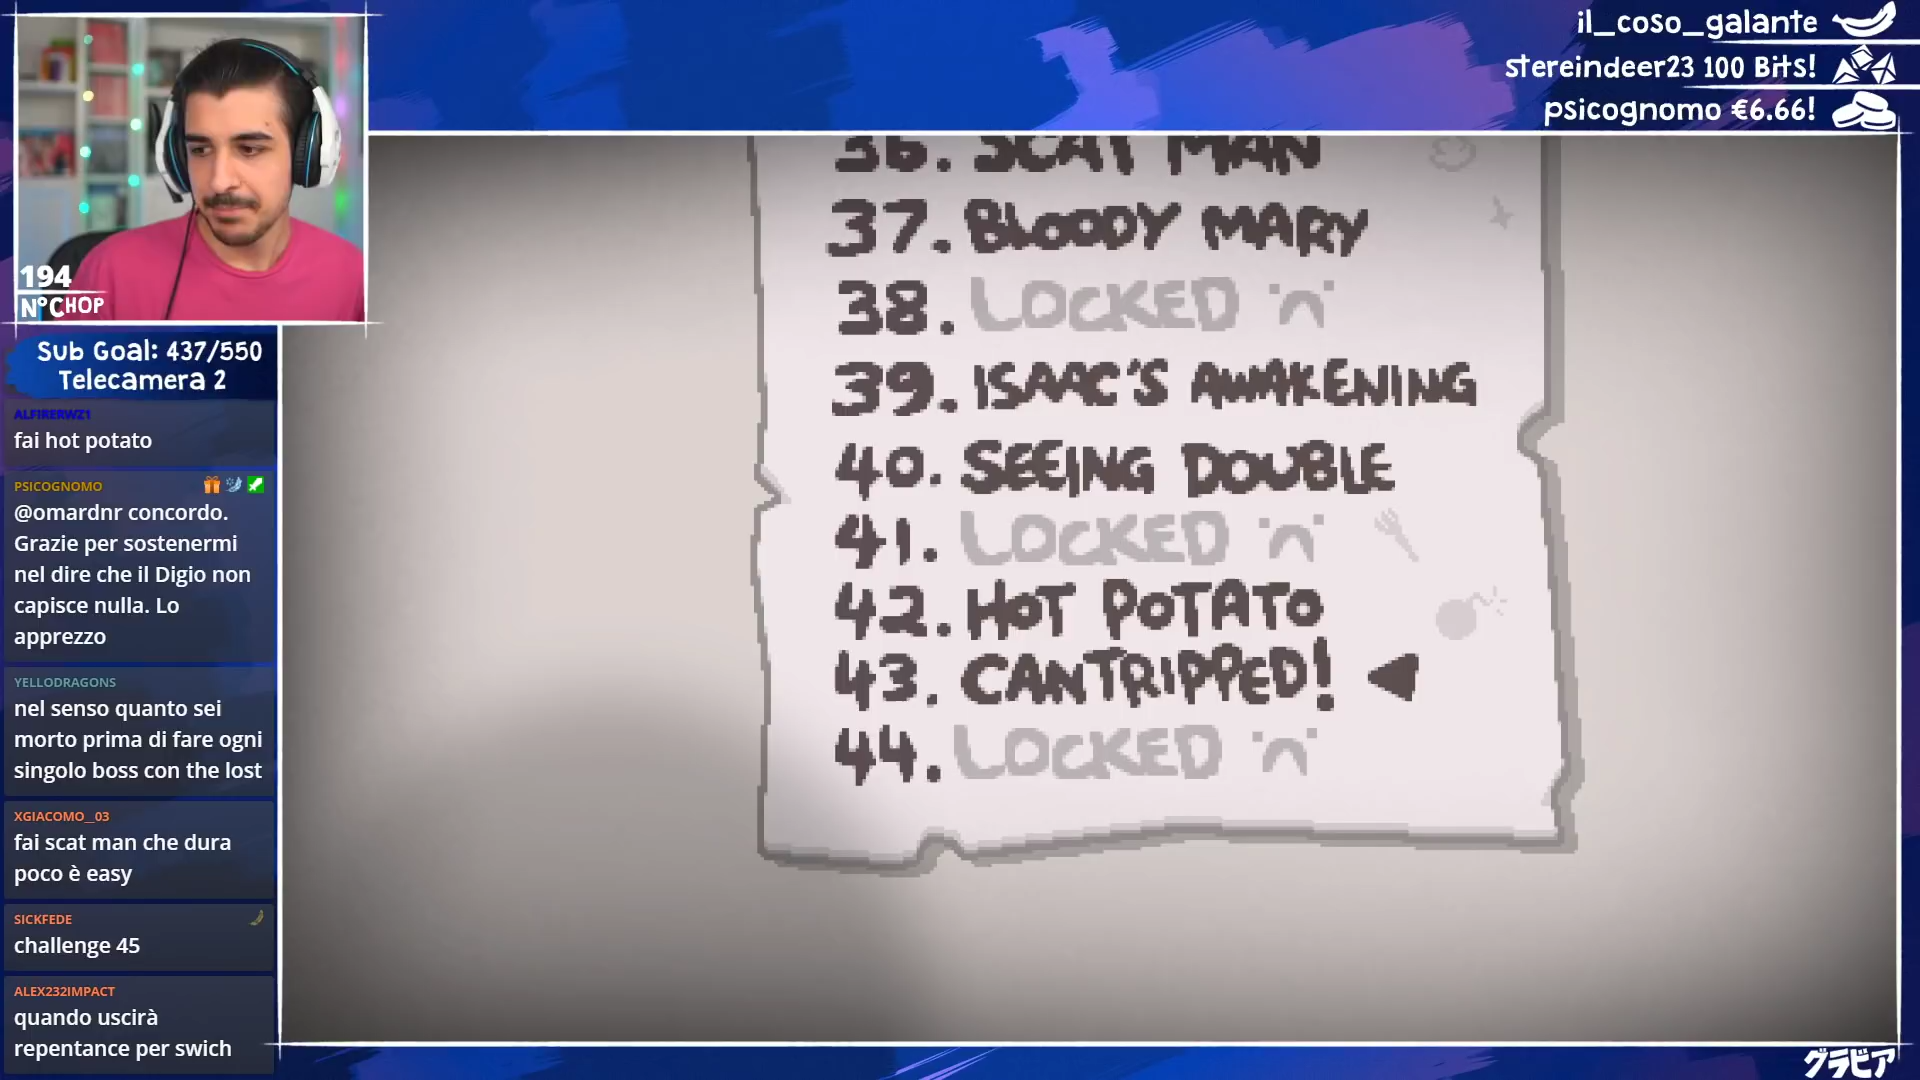 194
N°CHOP
Sub Goal: 437/550
Telecamera 2
ALFIRERWZ1
fai hot potato
PSICOGNOMO
@omardnr concordo.
Grazie per sostenermi
nel dire che il Digio non
capisce nulla. Lo
apprezzo
YELLODRAGONS
nel senso quanto sei
morto prima di fare ogni
singolo boss con the lost
XGIACOMO_03
fai scat man che dura
poco è easy
SICKFEDE
challenge 45
ALEX232IMPACT
quando uscirà
repentance per swich
il_coso_galante
stereindeer23 100 Bits!
psicognomo €6.66!
36. SCAT MAN
37. BLOODY MARY
38. LOCKED
39. ISAAC'S AWAKENING
40. SEEING DOUBLE
41. LOCKED
42. HOT POTATO
43. CANTRIPPED!
44. LOCKED
グラビア